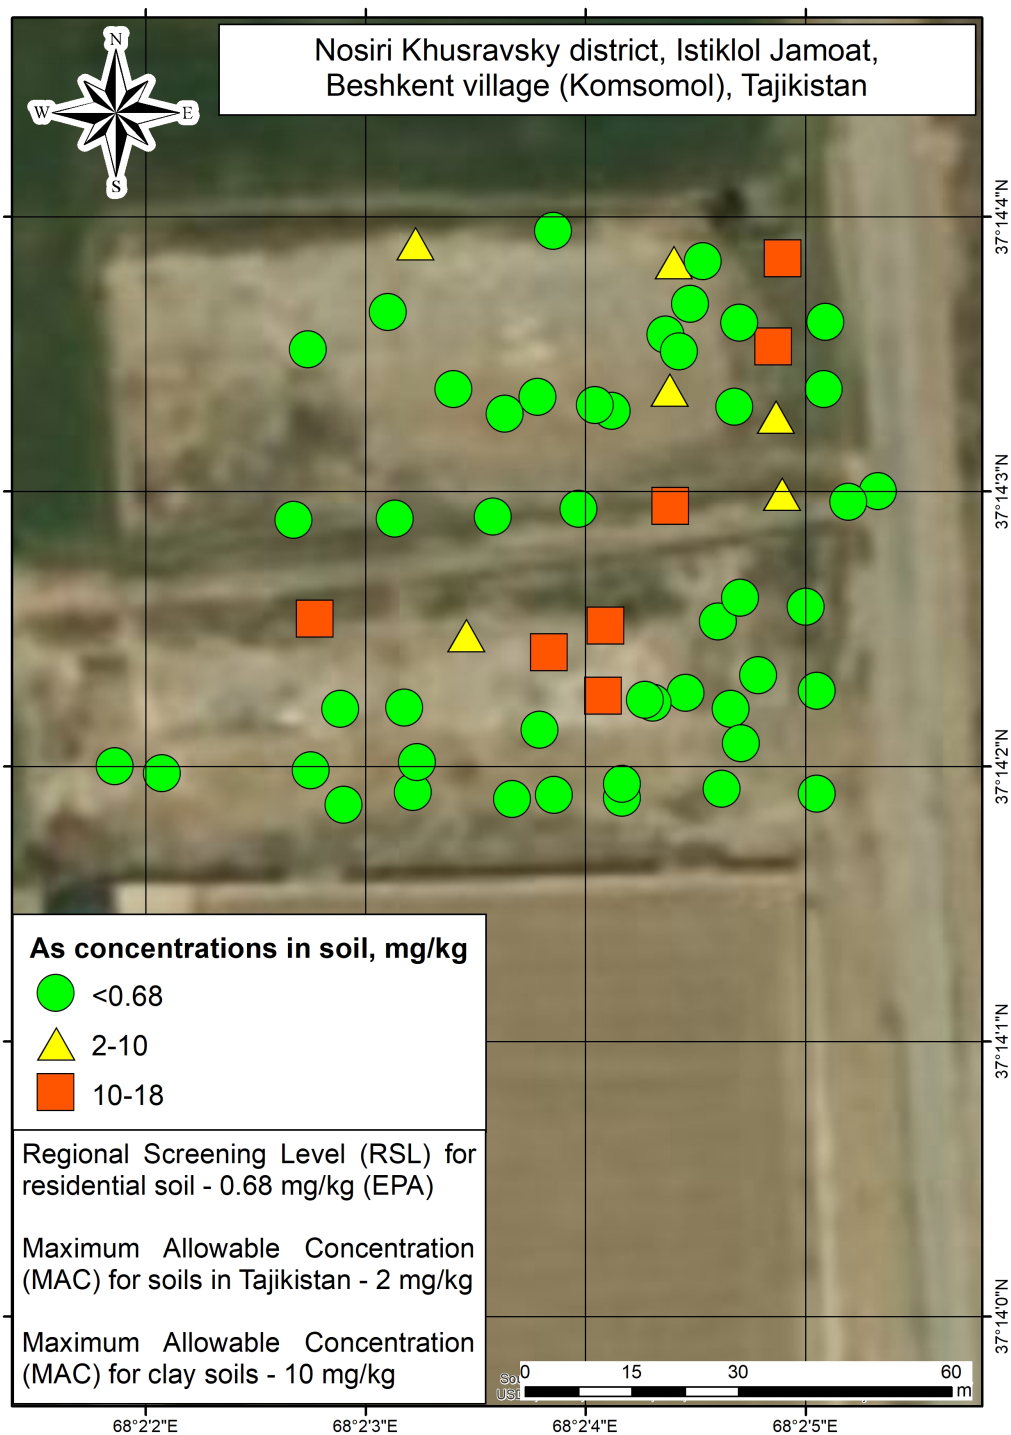 Nosiri Khusravsky district, Istiklol Jamoat,
Beshkent village (Komsomol), Tajikistan
N
W E
S
37°14'4"N
37°14'3"N
37°14'2"N
37°14'1"N
37°14'0"N
As concentrations in soil, mg/kg
<0.68
2-10
10-18
Regional Screening Level (RSL) for
residential soil - 0.68 mg/kg (EPA)
Maximum Allowable Concentration
(MAC) for soils in Tajikistan - 2 mg/kg
Maximum Allowable Concentration
(MAC) for clay soils - 10 mg/kg
0 15 30 60
m
68°2'2"E 68°2'3"E 68°2'4"E 68°2'5"E